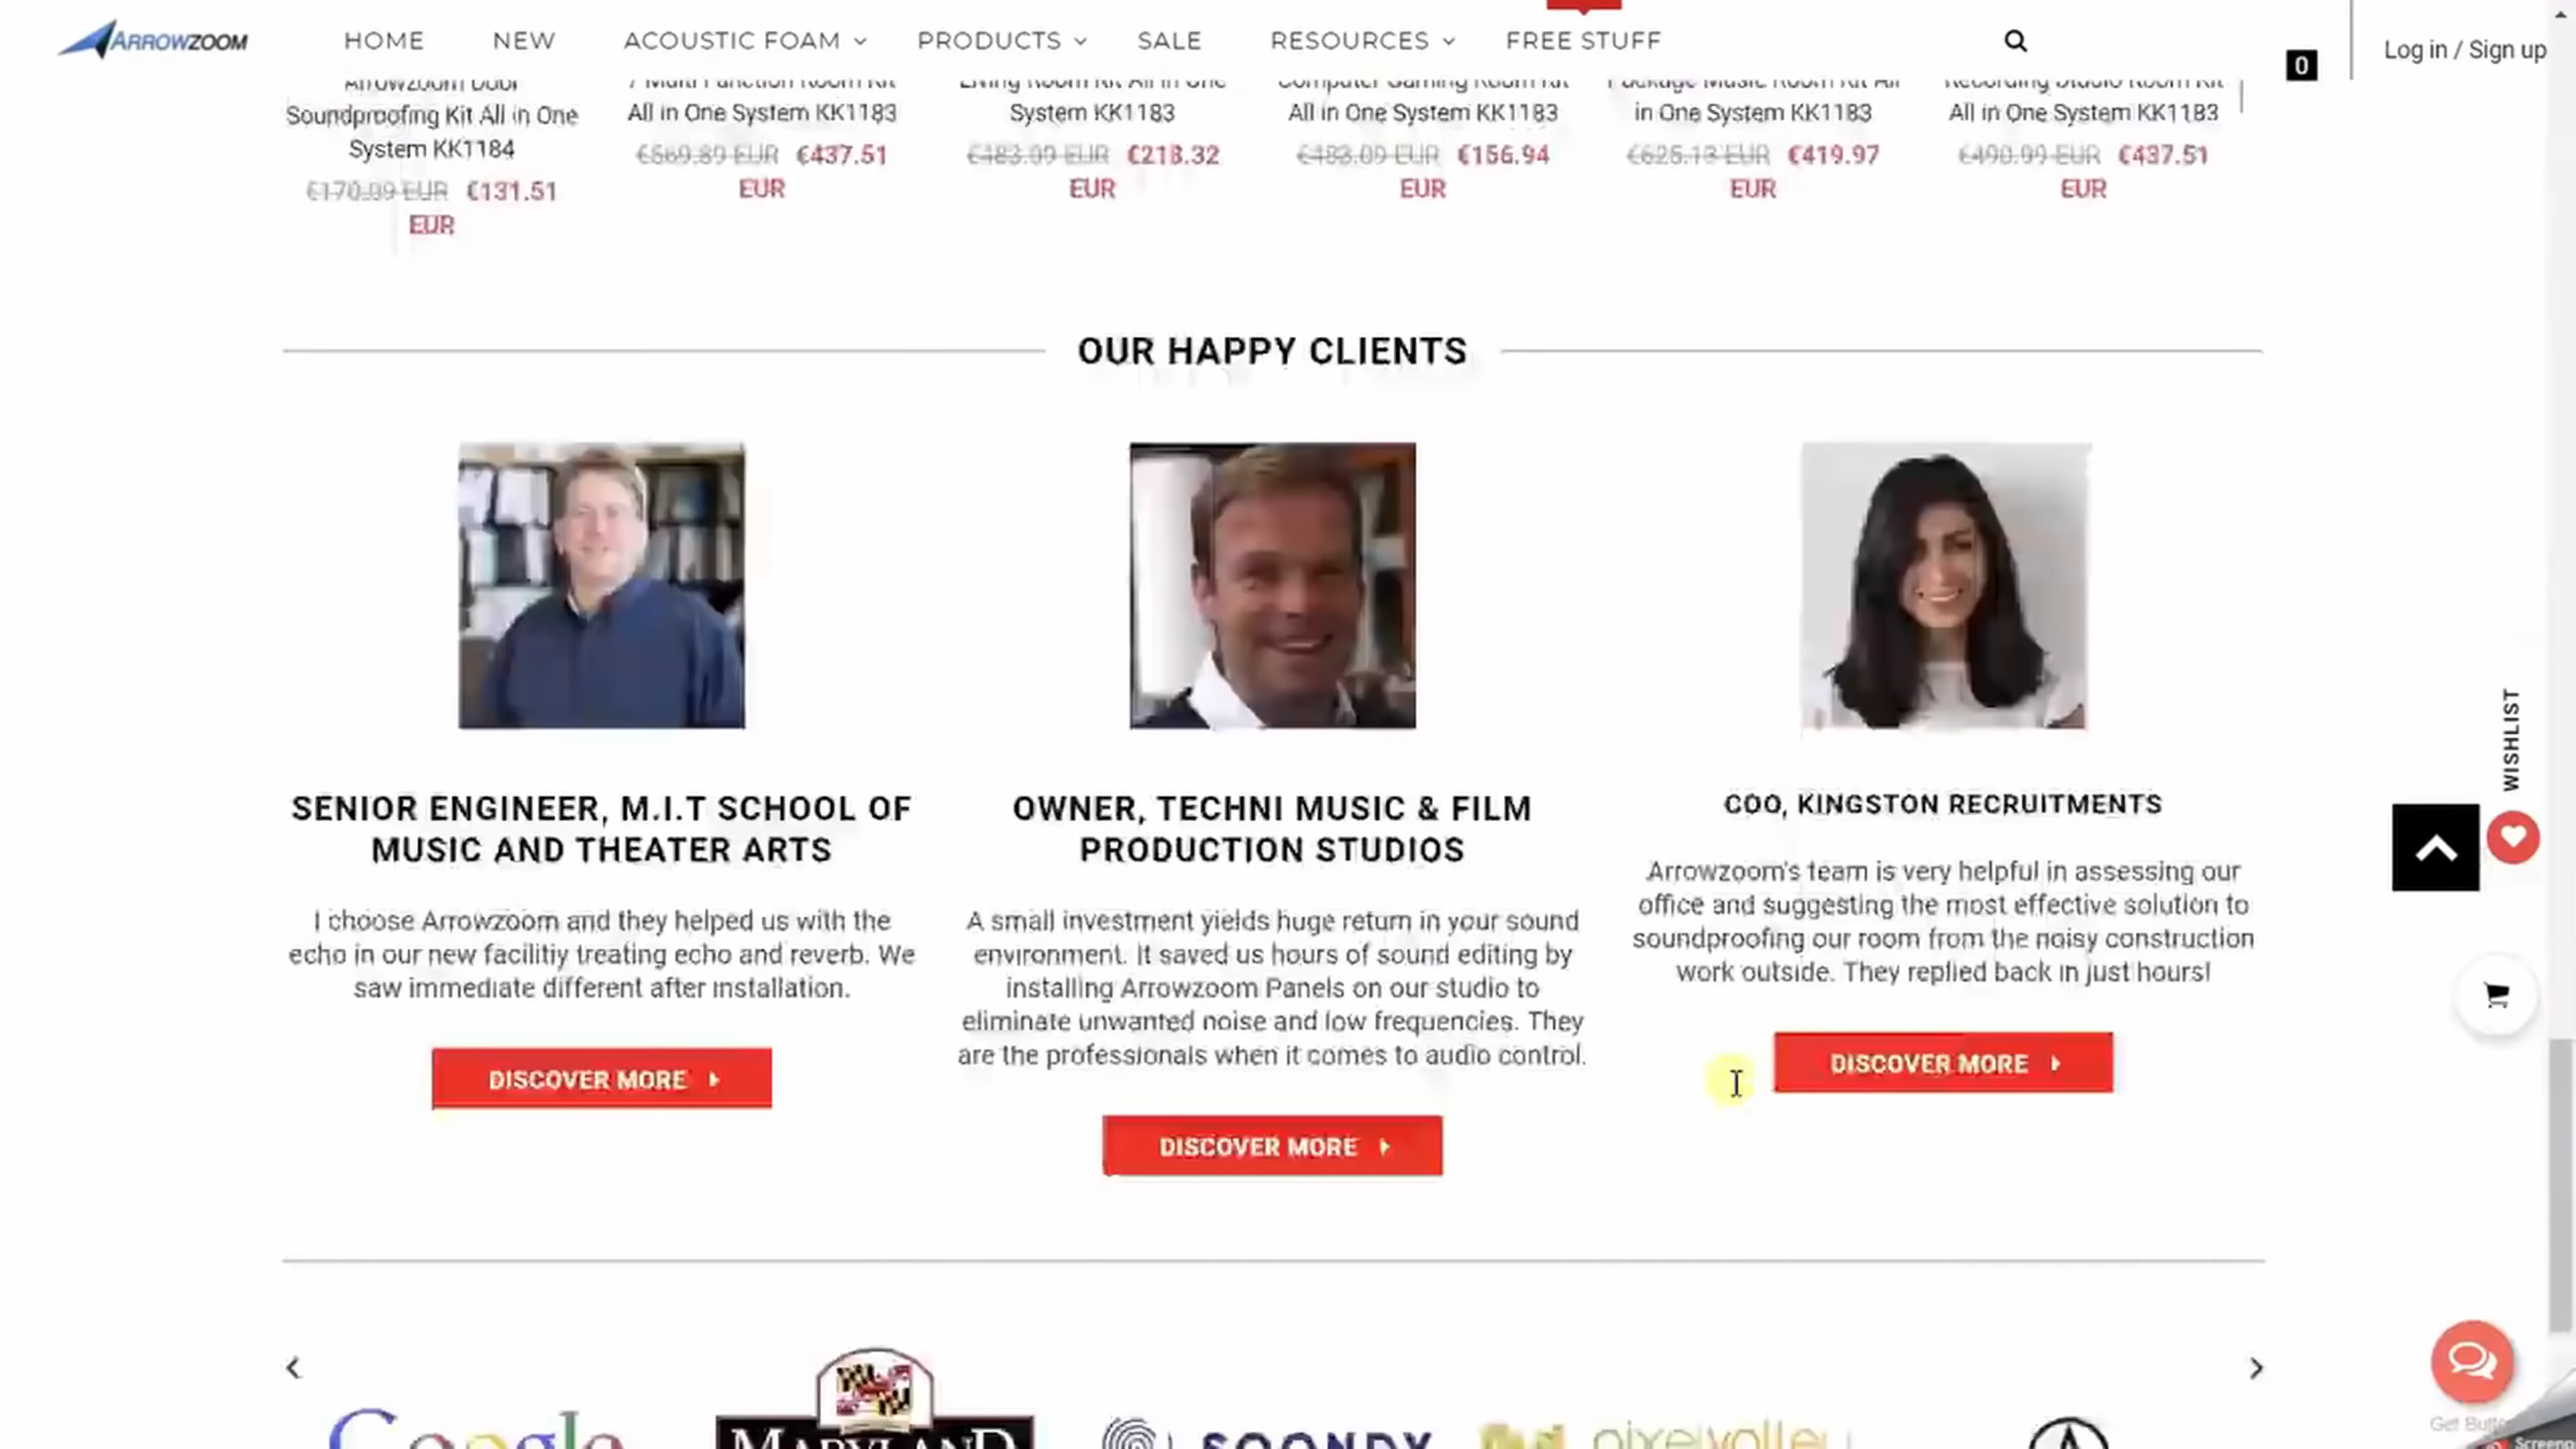 ARROWZOOM
HOME NEW ACOUSTIC FOAM PRODUCTS SALE RESOURCES FREE STUFF
0
Log in / Sign up
Arrowzoom Door
Soundproofing Kit All in One
System KK1184
€170.99 EUR €131.51
EUR
7 Multi Function Room Kit
All in One System KK1183
€569.89 EUR €437.51
EUR
Living Room Kit All in One
System KK1183
€483.09 EUR €218.32
EUR
Computer Gaming Room Kit
All in One System KK1183
€483.09 EUR €156.94
EUR
Package Music Room Kit All
in One System KK1183
€625.13 EUR €419.97
EUR
Recording Studio Room Kit
All in One System KK1183
€490.99 EUR €437.51
EUR
OUR HAPPY CLIENTS
SENIOR ENGINEER, M.I.T SCHOOL OF
MUSIC AND THEATER ARTS
I choose Arrowzoom and they helped us with the
echo in our new facilitiy treating echo and reverb. We
saw immediate different after installation.
DISCOVER MORE
OWNER, TECHNI MUSIC & FILM
PRODUCTION STUDIOS
A small investment yields huge return in your sound
environment. It saved us hours of sound editing by
installing Arrowzoom Panels on our studio to
eliminate unwanted noise and low frequencies. They
are the professionals when it comes to audio control.
DISCOVER MORE
COO, KINGSTON RECRUITMENTS
Arrowzoom's team is very helpful in assessing our
office and suggesting the most effective solution to
soundproofing our room from the noisy construction
work outside. They replied back in just hours!
DISCOVER MORE
WISHLIST
Google
MARYLAND
SOONDY
Get